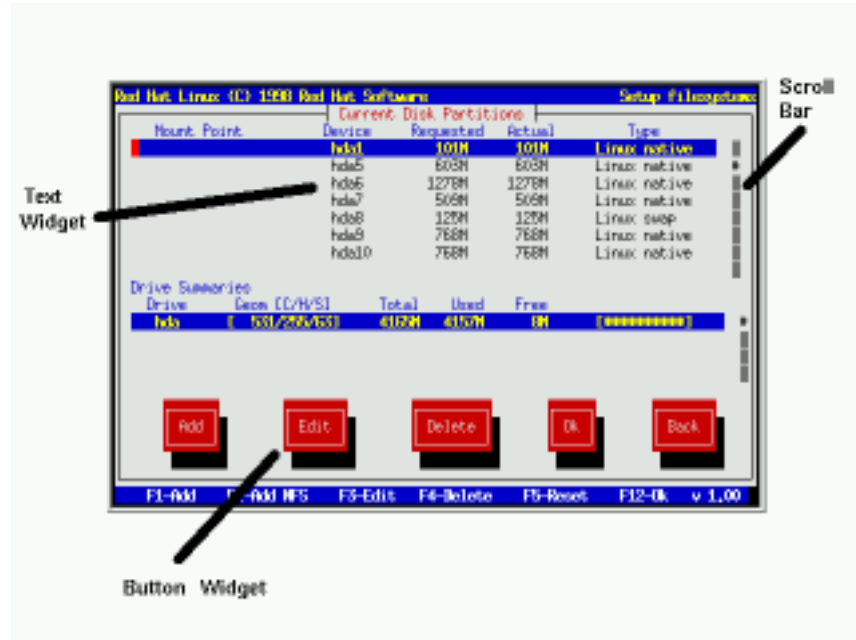 Red Hat Linux (C) 1998 Red Hat Software Setup filesystems
Current Disk Partitions
Mount Point Device Requested Actual Type
hda1 101M 101M Linux native
hda5 603M 603M Linux native
hda6 1278M 1278M Linux native
hda7 509M 509M Linux native
hda8 125M 125M Linux swap
hda9 768M 768M Linux native
hda10 768M 768M Linux native
Drive Summaries
Drive Geom [C/H/S] Total Used Free
hda [ 531/255/63] 4165M 4157M 8M [##########]
Add Edit Delete Ok Back
F1-Add -Add NFS F3-Edit F4-Delete F5-Reset F12-Ok v 1.00
Scroll
Bar
Text
Widget
Button Widget